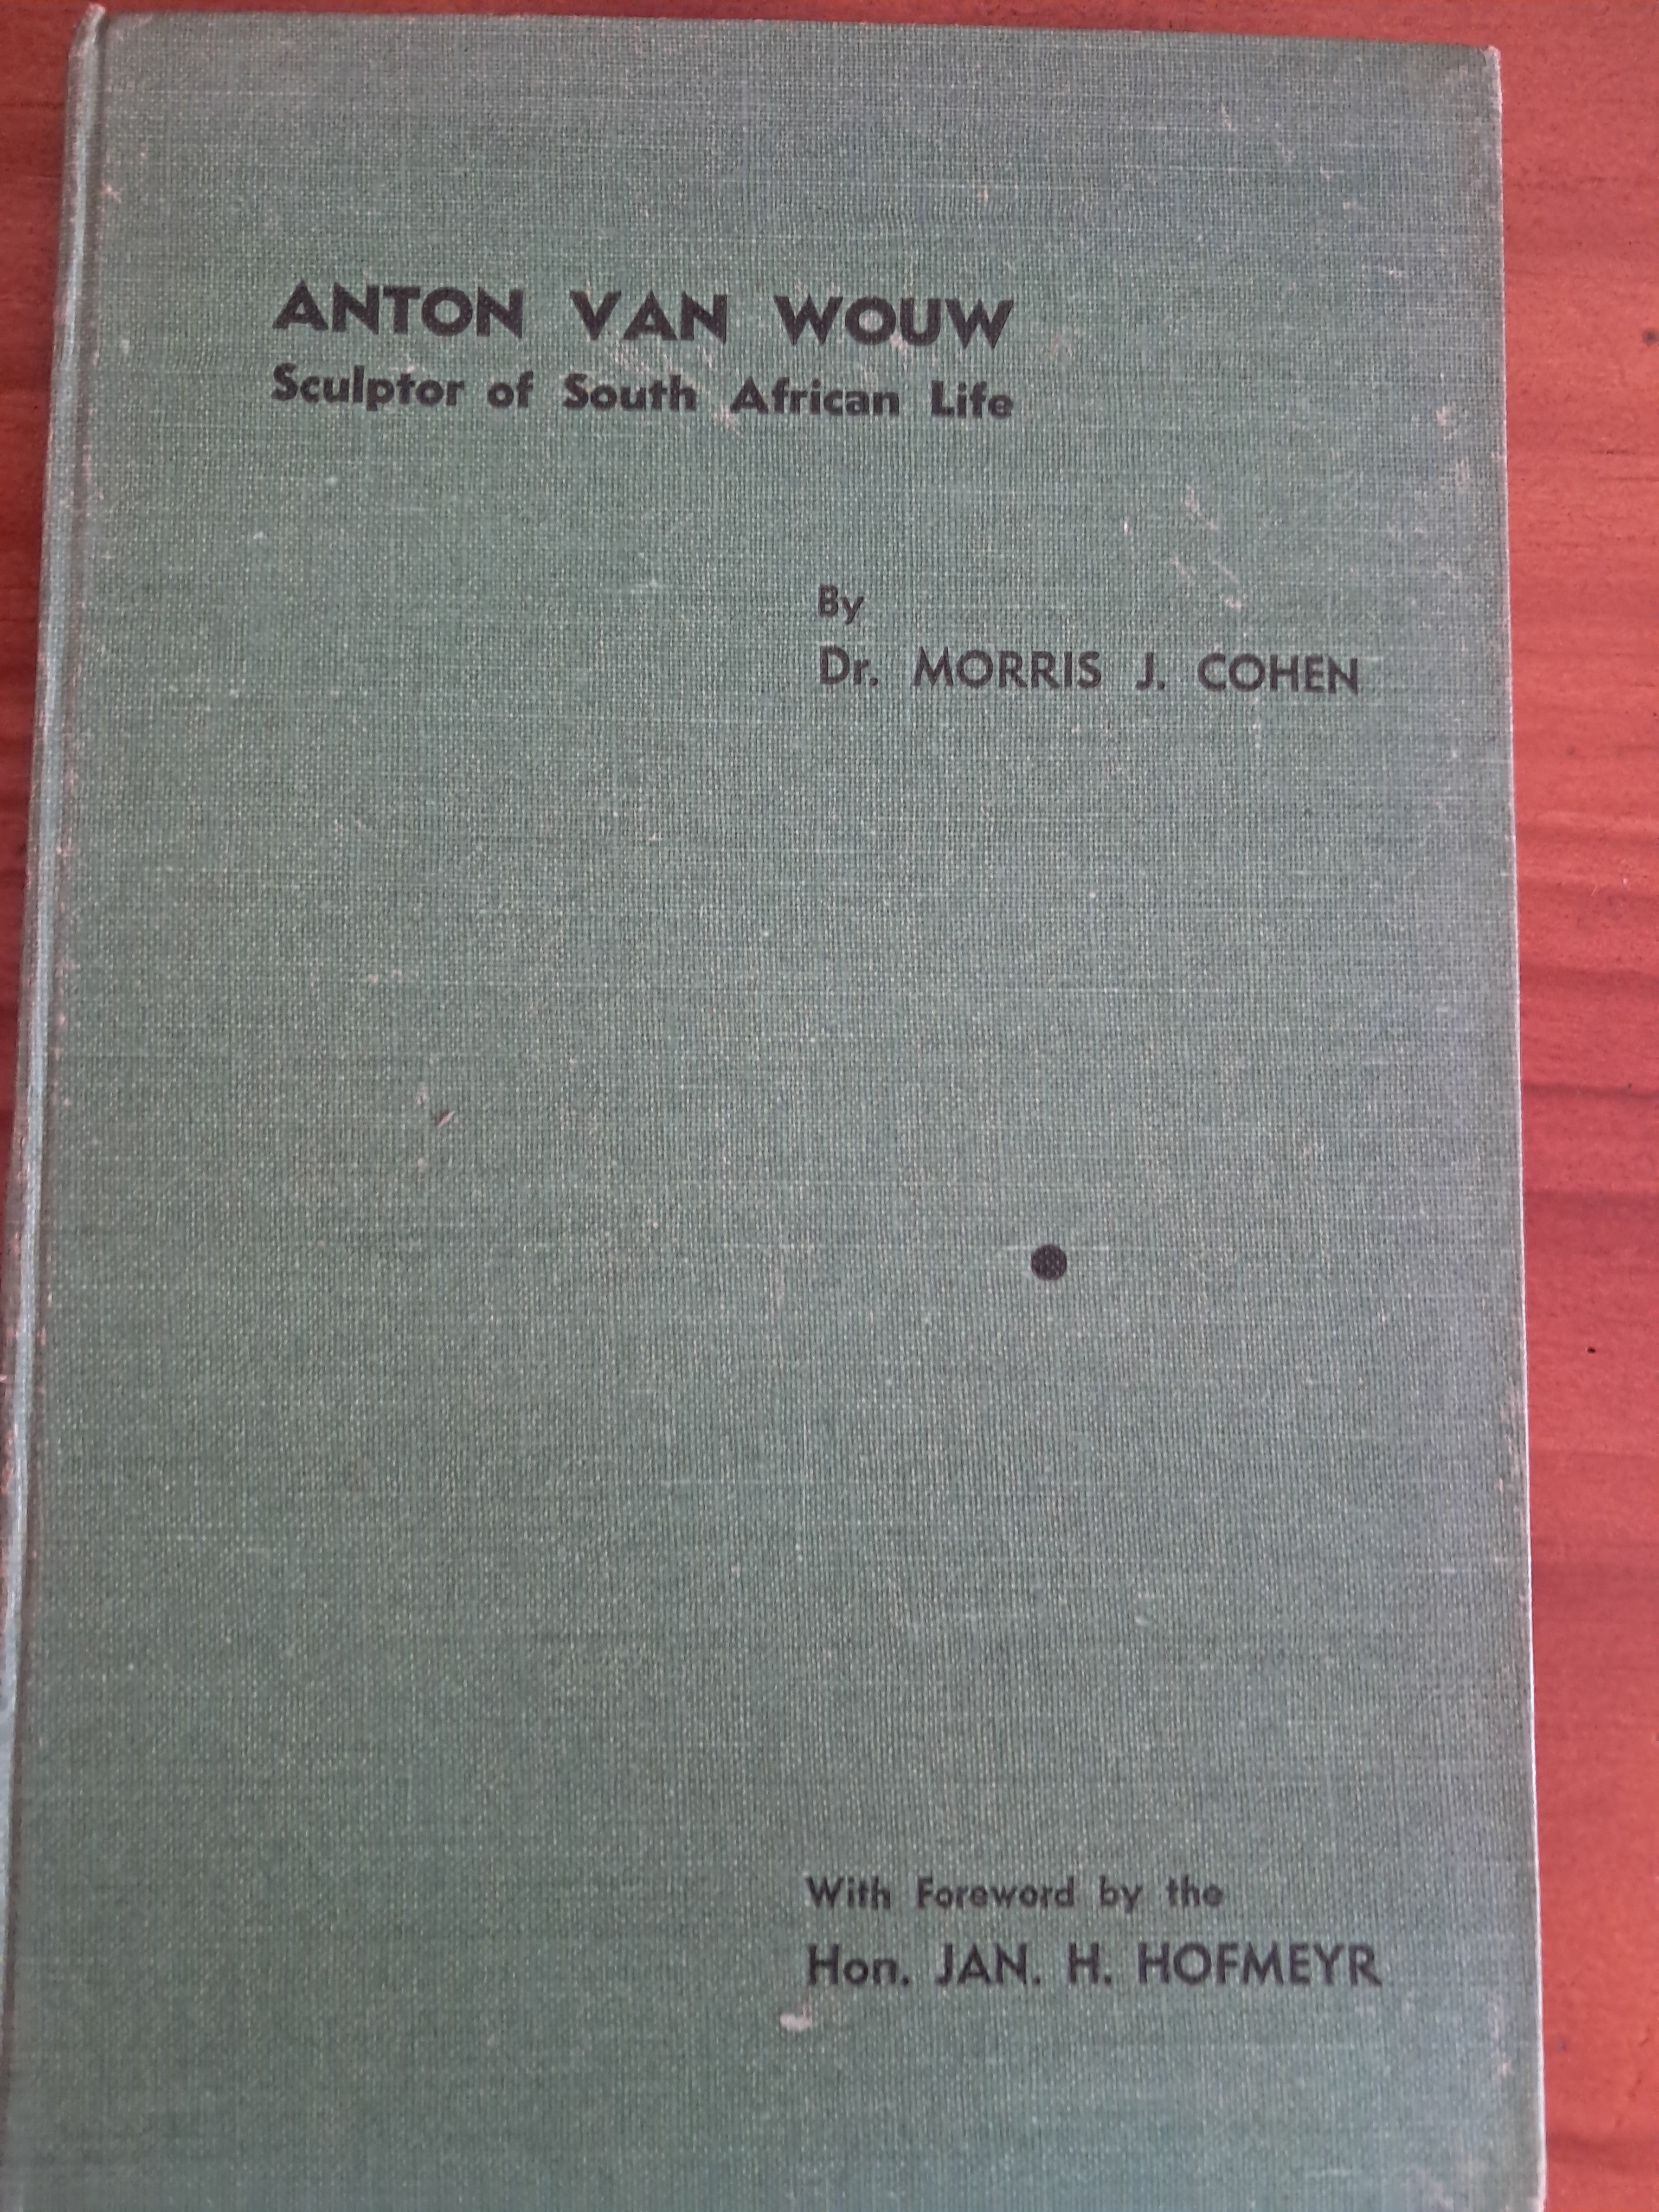 ANTON VAN WOUW
Sculptor of South African Life
By
Dr. MORRIS J. COHEN
With Foreword by the
Hon. JAN. H. HOFMEYR